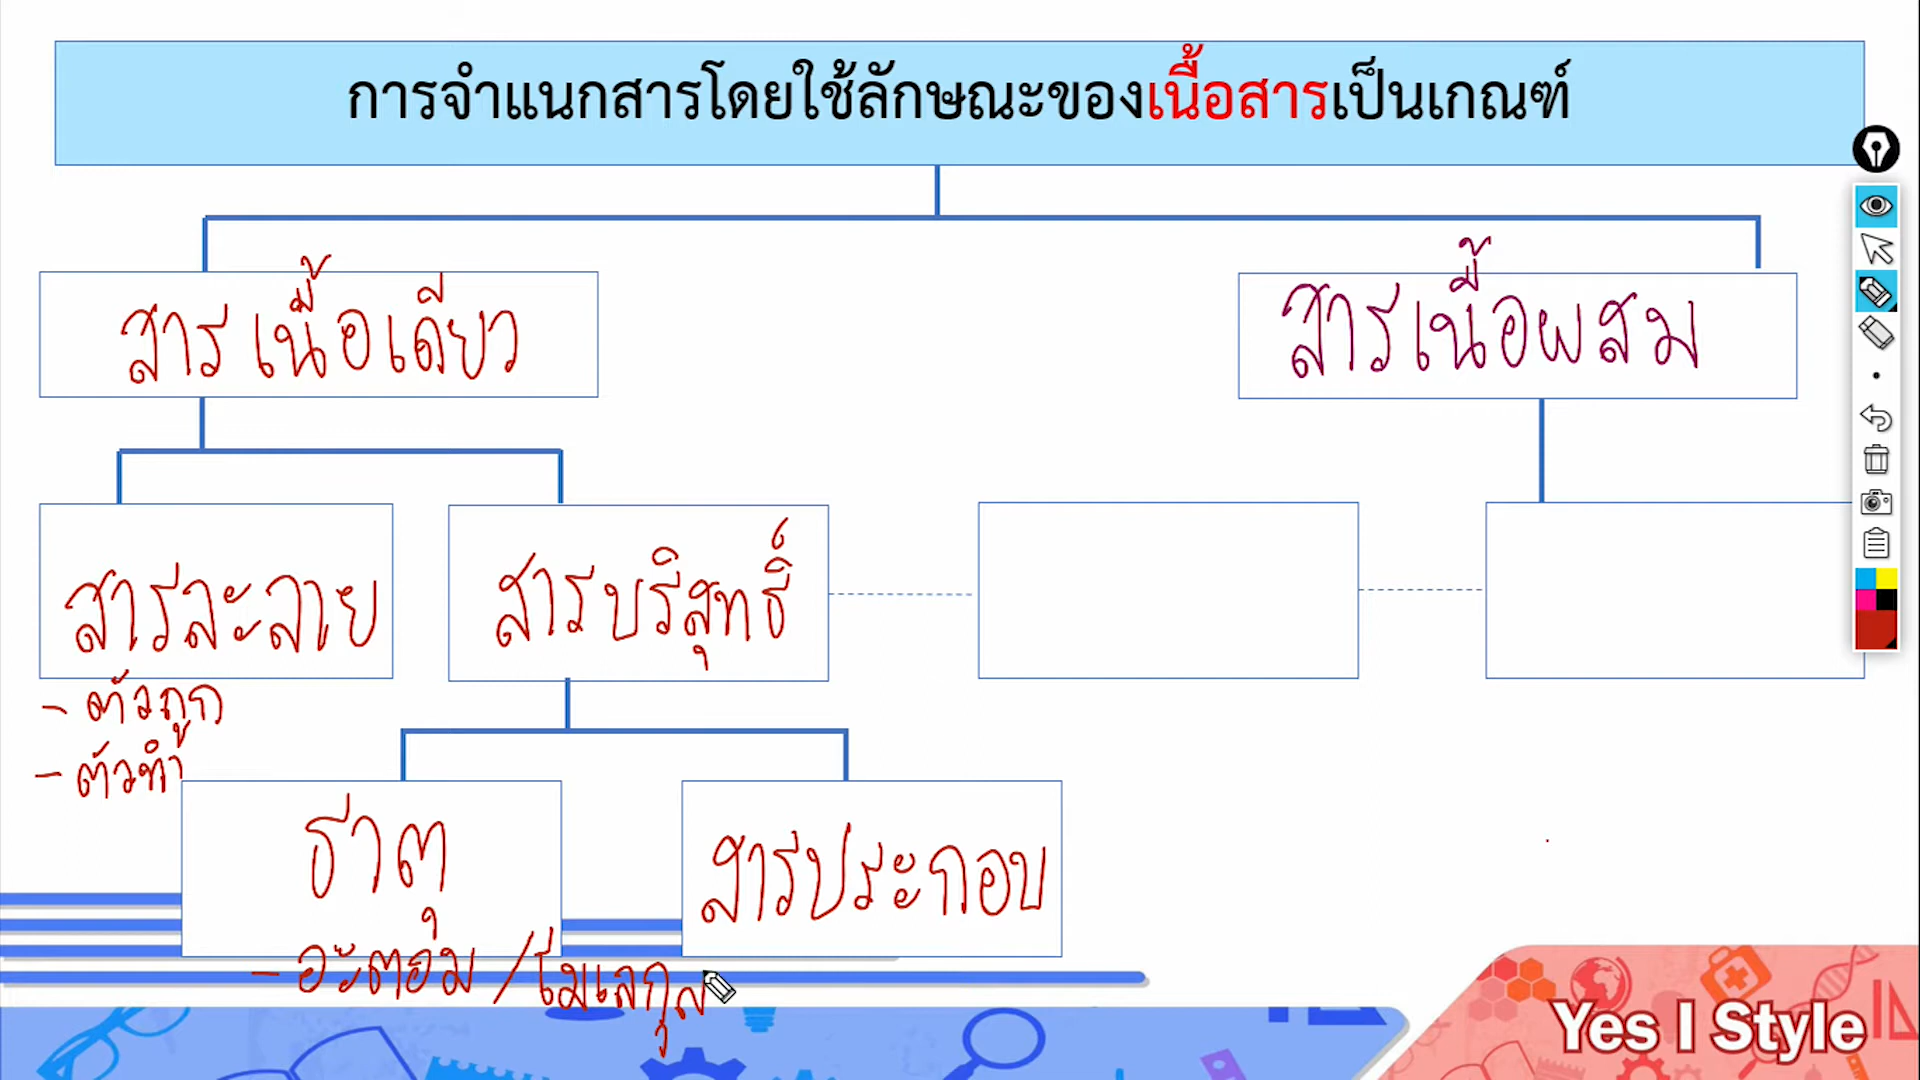 การจำแนกสารโดยใช้ลักษณะของเนื้อสารเป็นเกณฑ์
สารเนื้อเดียว
สารเนื้อผสม
สารละลาย
สารบริสุทธิ์
- ตัวถูก
- ตัวทำ
ธาตุ
สารประกอบ
- อะตอม / โมเลกุล
Yes I Style